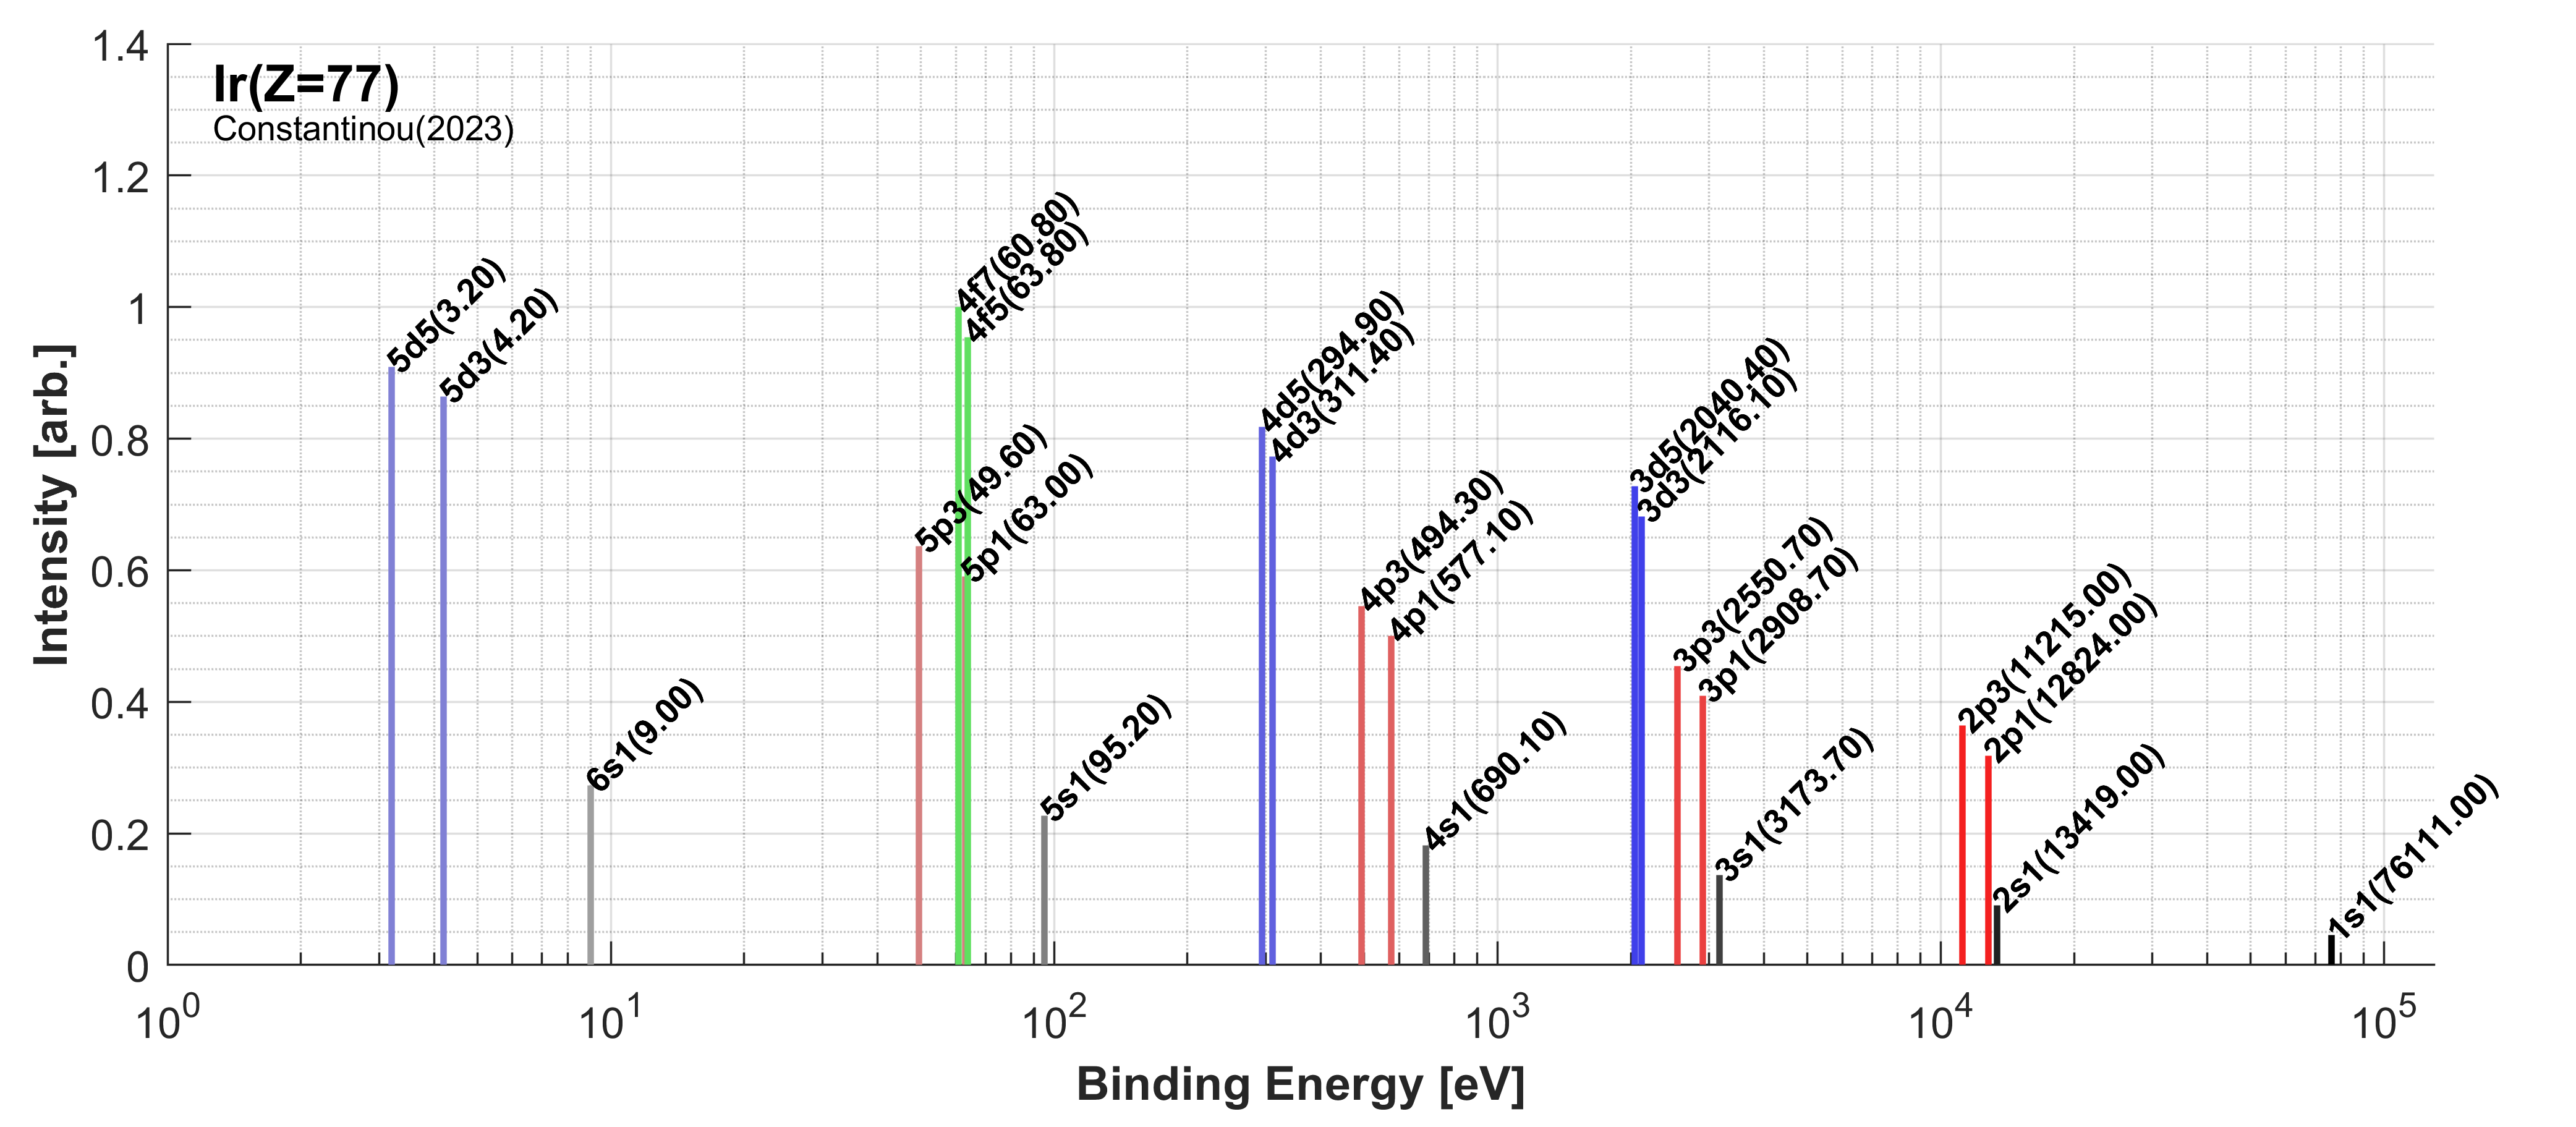 Ir(Z=77)
Constantinou(2023)
Intensity [arb.]
1.4
1.2
1
0.8
0.6
0.4
0.2
0
5d5(3.20)
5d3(4.20)
6s1(9.00)
5p3(49.60)
4f7(60.80)
4f5(63.80)
5p1(63.00)
5s1(95.20)
4d5(294.90)
4d3(311.40)
4p3(494.30)
4p1(577.10)
4s1(690.10)
3d5(2040.40)
3d3(2116.10)
3p3(2550.70)
3p1(2908.70)
3s1(3173.70)
2p3(11215.00)
2p1(12824.00)
2s1(13419.00)
1s1(76111.00)
10^0
10^1
10^2
10^3
10^4
10^5
Binding Energy [eV]